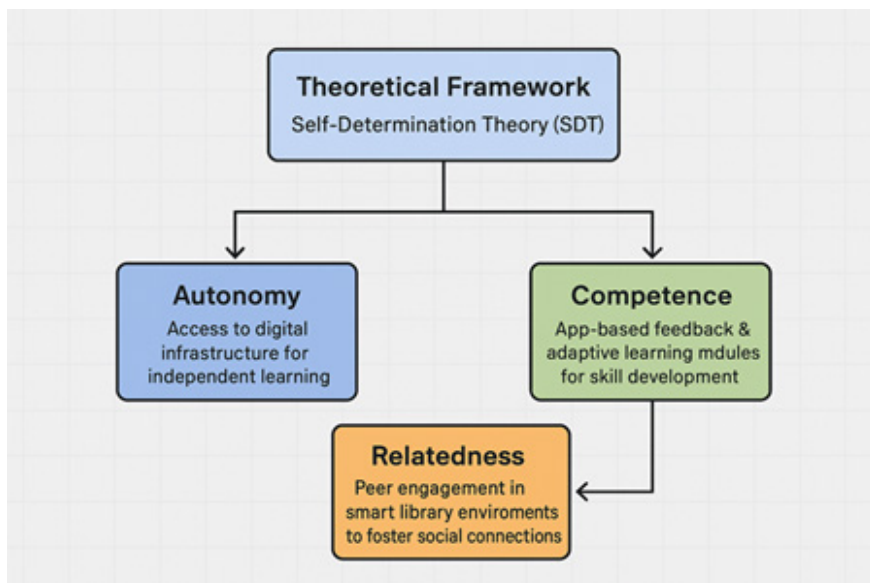 Theoretical Framework
Self-Determination Theory (SDT)
Autonomy
Access to digital
infrastructure for
independent learning
Competence
App-based feedback &
adaptive learning mdules
for skill development
Relatedness
Peer engagement in
smart library enviroments
to foster social connections